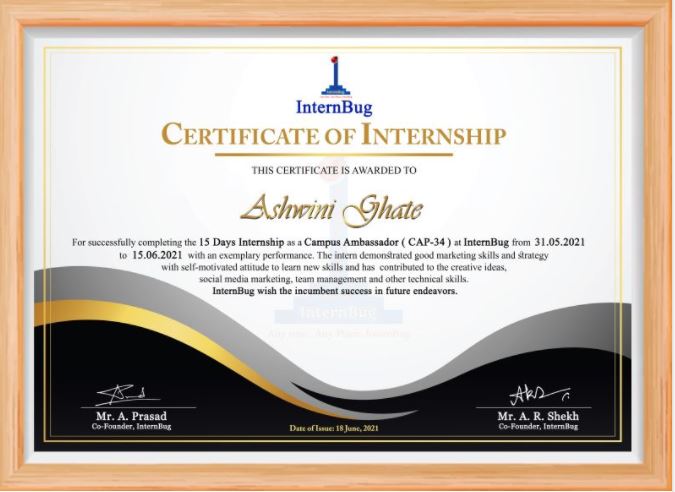 InternBug
CERTIFICATE OF INTERNSHIP
THIS CERTIFICATE IS AWARDED TO
Ashwini Ghate
For successfully completing the 15 Days Internship as a Campus Ambassador ( CAP-34 ) at InternBug from 31.05.2021
to 15.06.2021 with an exemplary performance. The intern demonstrated good marketing skills and strategy
with self-motivated attitude to learn new skills and has contributed to the creative ideas,
social media marketing, team management and other technical skills.
InternBug wish the incumbent success in future endeavors.
InternBug
Any time, Any Place, InternBug
Mr. A. Prasad
Co-Founder, InternBug
Date of Issue: 18 June, 2021
Mr. A. R. Shekh
Co-Founder, InternBug